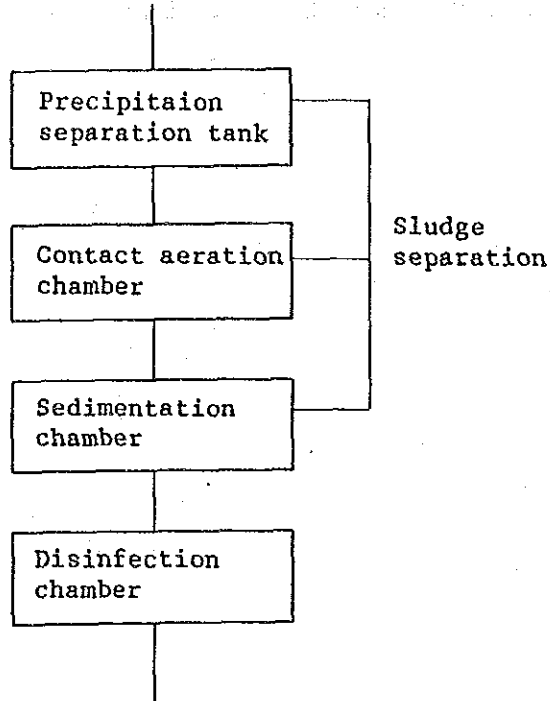 Precipitaion
separation tank
Contact aeration
chamber
Sludge
separation
Sedimentation
chamber
Disinfection
chamber